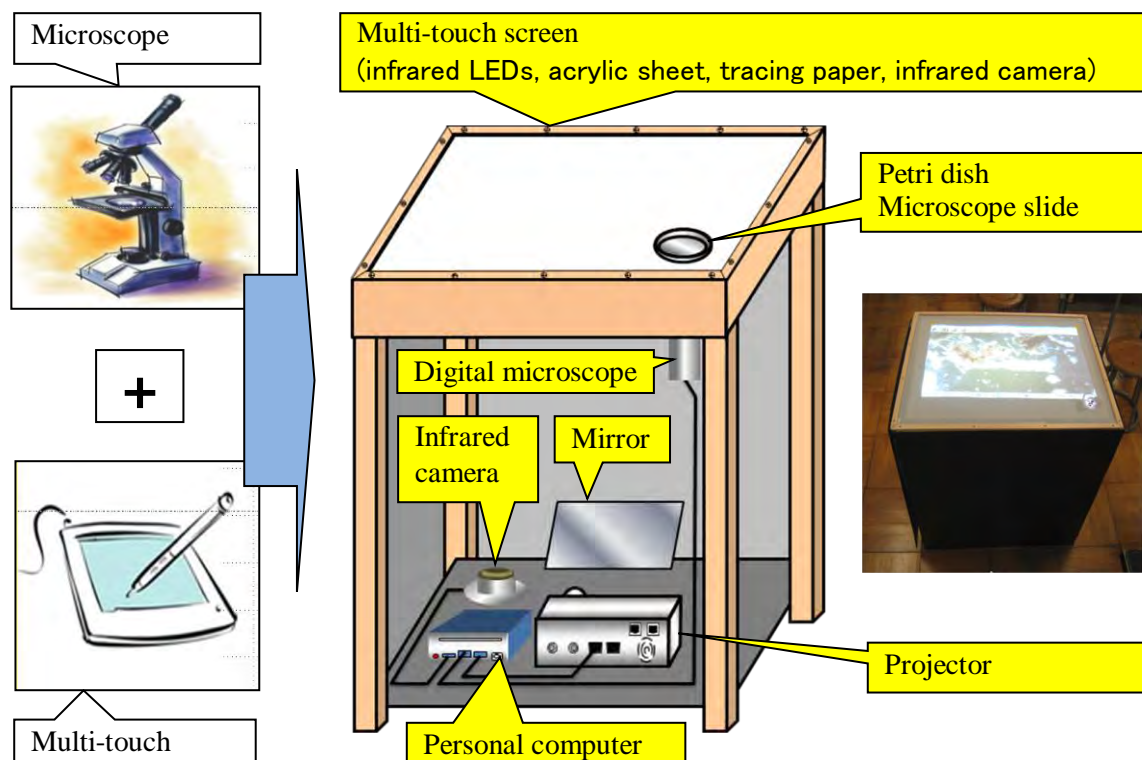 Microscope
Multi-touch screen
(infrared LEDs, acrylic sheet, tracing paper, infrared camera)
Petri dish
Microscope slide
+
Digital microscope
Infrared
camera
Mirror
Projector
Multi-touch
Personal computer